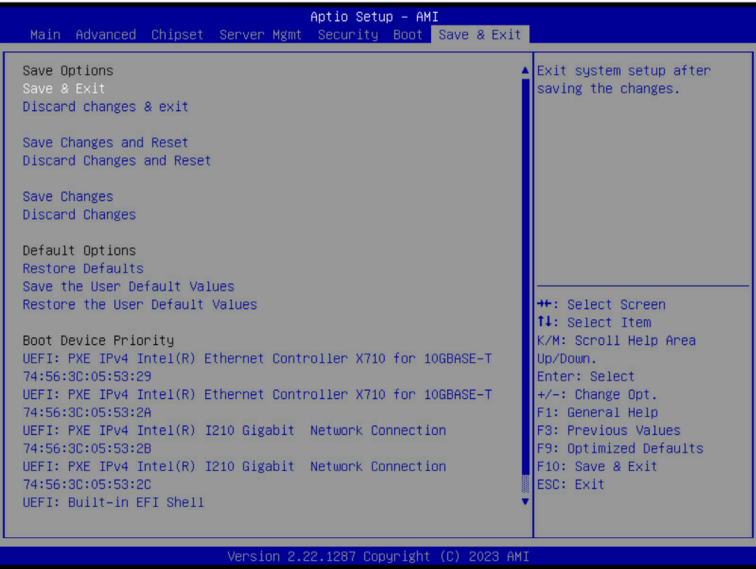 Aptio Setup - AMI
Main Advanced Chipset Server Mgmt Security Boot Save & Exit
Save Options
Save & Exit
Discard changes & exit
Save Changes and Reset
Discard Changes and Reset
Save Changes
Discard Changes
Default Options
Restore Defaults
Save the User Default Values
Restore the User Default Values
Boot Device Priority
UEFI: PXE IPv4 Intel(R) Ethernet Controller X710 for 10GBASE-T
74:56:3C:05:53:29
UEFI: PXE IPv4 Intel(R) Ethernet Controller X710 for 10GBASE-T
74:56:3C:05:53:2A
UEFI: PXE IPv4 Intel(R) I210 Gigabit  Network Connection
74:56:3C:05:53:2B
UEFI: PXE IPv4 Intel(R) I210 Gigabit  Network Connection
74:56:3C:05:53:2C
UEFI: Built-in EFI Shell
Exit system setup after
saving the changes.
→←: Select Screen
↑↓: Select Item
K/M: Scroll Help Area
Up/Down.
Enter: Select
+/-: Change Opt.
F1: General Help
F3: Previous Values
F9: Optimized Defaults
F10: Save & Exit
ESC: Exit
Version 2.22.1287 Copyright (C) 2023 AMI